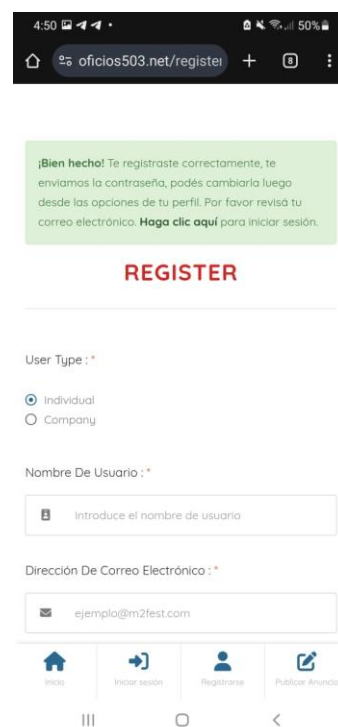 4:50
50%
oficios503.net/register
8
¡Bien hecho! Te registraste correctamente, te
enviamos la contraseña, podés cambiarla luego
desde las opciones de tu perfil. Por favor revisá tu
correo electrónico. Haga clic aquí para iniciar sesión.
REGISTER
User Type : *
Individual
Company
Nombre De Usuario : *
Introduce el nombre de usuario
Dirección De Correo Electrónico : *
ejemplo@m2fest.com
Inicio
Iniciar sesión
Registrarse
Publicar Anuncio